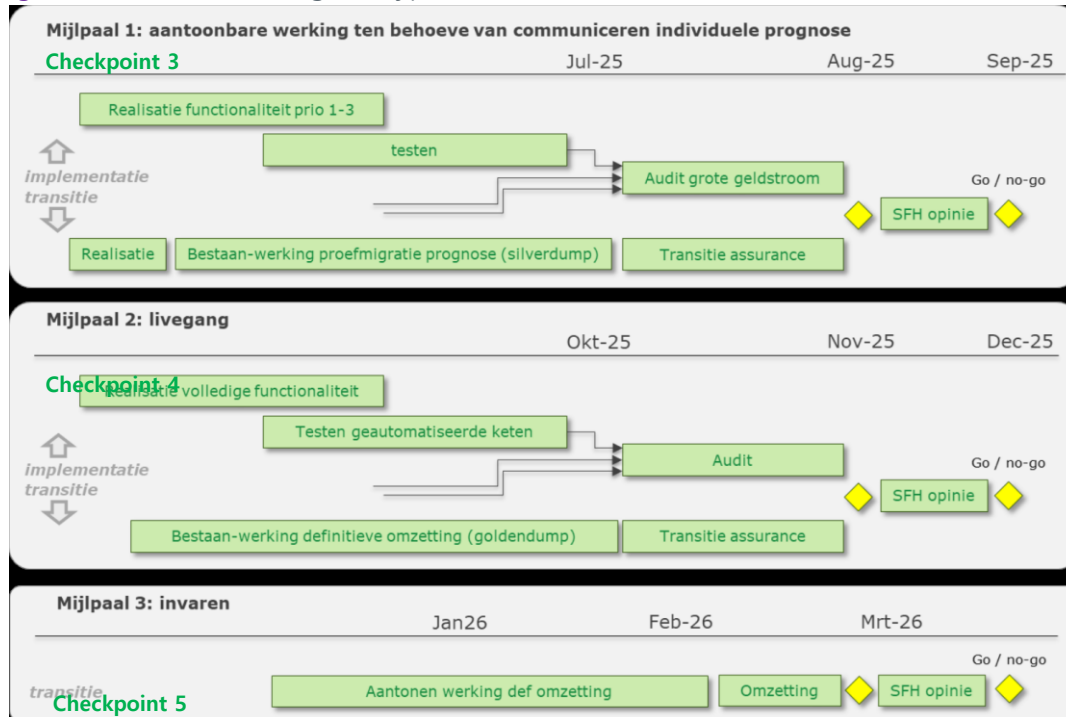 Mijlpaal 1: aantoonbare werking ten behoeve van communiceren individuele prognose
Checkpoint 3
Jul-25
Aug-25
Sep-25
Realisatie functionaliteit prio 1-3
testen
implementatie
transitie
Audit grote geldstroom
Go / no-go
SFH opinie
Realisatie
Bestaan-werking proefmigratie prognose (silverdump)
Transitie assurance
Mijlpaal 2: livegang
Okt-25
Nov-25
Dec-25
Checkpoint 4
Realisatie volledige functionaliteit
Testen geautomatiseerde keten
implementatie
transitie
Audit
Go / no-go
SFH opinie
Bestaan-werking definitieve omzetting (goldendump)
Transitie assurance
Mijlpaal 3: invaren
Jan26
Feb-26
Mrt-26
Go / no-go
transitie
Checkpoint 5
Aantonen werking def omzetting
Omzetting
SFH opinie